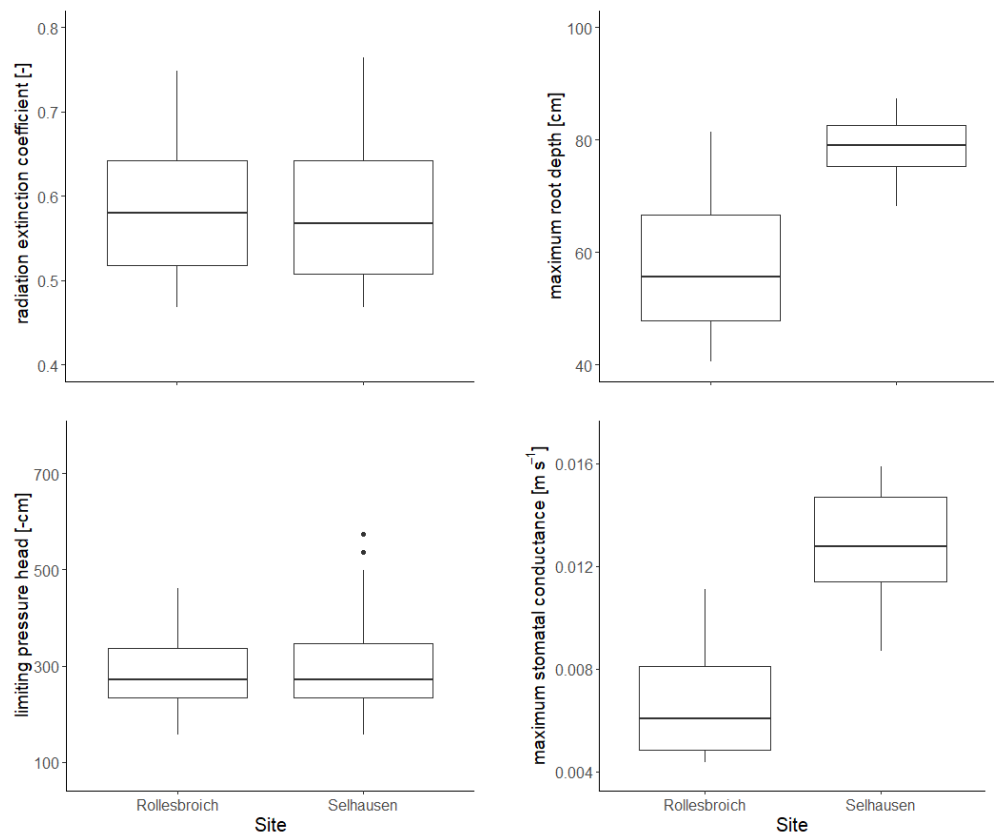 radiation extinction coefficient [-]
0.8
0.7
0.6
0.5
0.4
maximum root depth [cm]
100
80
60
40
limiting pressure head [-cm]
700
500
300
100
Rollesbroich
Selhausen
Site
maximum stomatal conductance [m s⁻¹]
0.016
0.012
0.008
0.004
Rollesbroich
Selhausen
Site